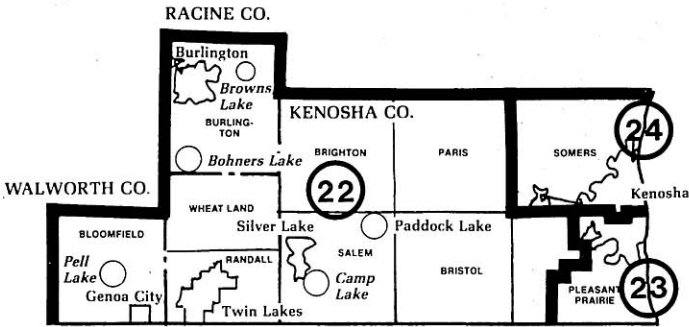 RACINE CO.
Burlington
Browns
Lake
BURLING-
TON
KENOSHA CO.
24
BRIGHTON
PARIS
SOMERS
Bohners Lake
WALWORTH CO.
22
Kenosha
WHEAT LAND
BLOOMFIELD
Silver Lake
Paddock Lake
Pell
Lake
RANDALL
SALEM
BRISTOL
Camp
Lake
Genoa City
Twin Lakes
PLEASANT
PRAIRIE
23